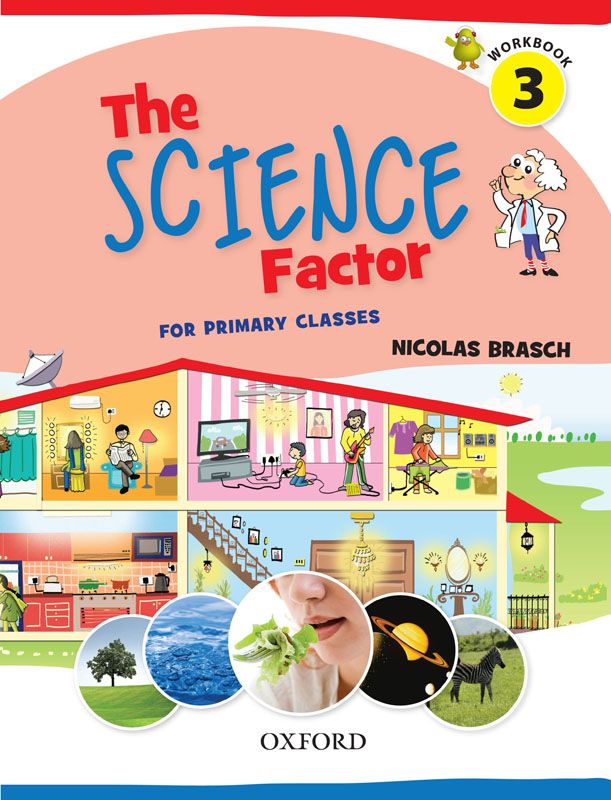 WORKBOOK
3
The
SCIENCE
Factor
FOR PRIMARY CLASSES
NICOLAS BRASCH
OXFORD